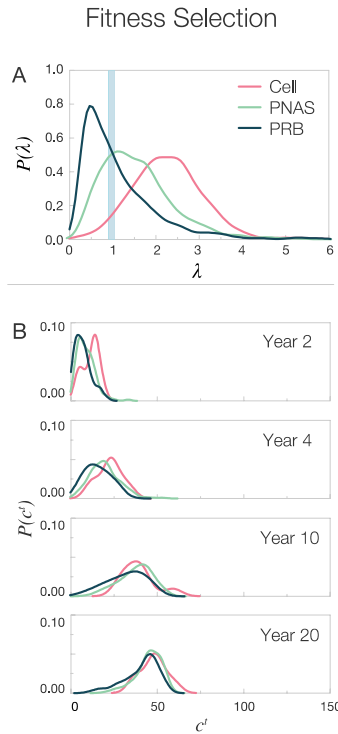 Fitness Selection
A
P(λ)
1.0
0.8
0.6
0.4
0.2
0.0
Cell
PNAS
PRB
0 1 2 3 4 5 6
λ
B
P(cᵗ)
0.10
0.00
Year 2
0.10
0.00
Year 4
0.10
0.00
Year 10
0.10
0.00
Year 20
0 50 100 150
cᵗ